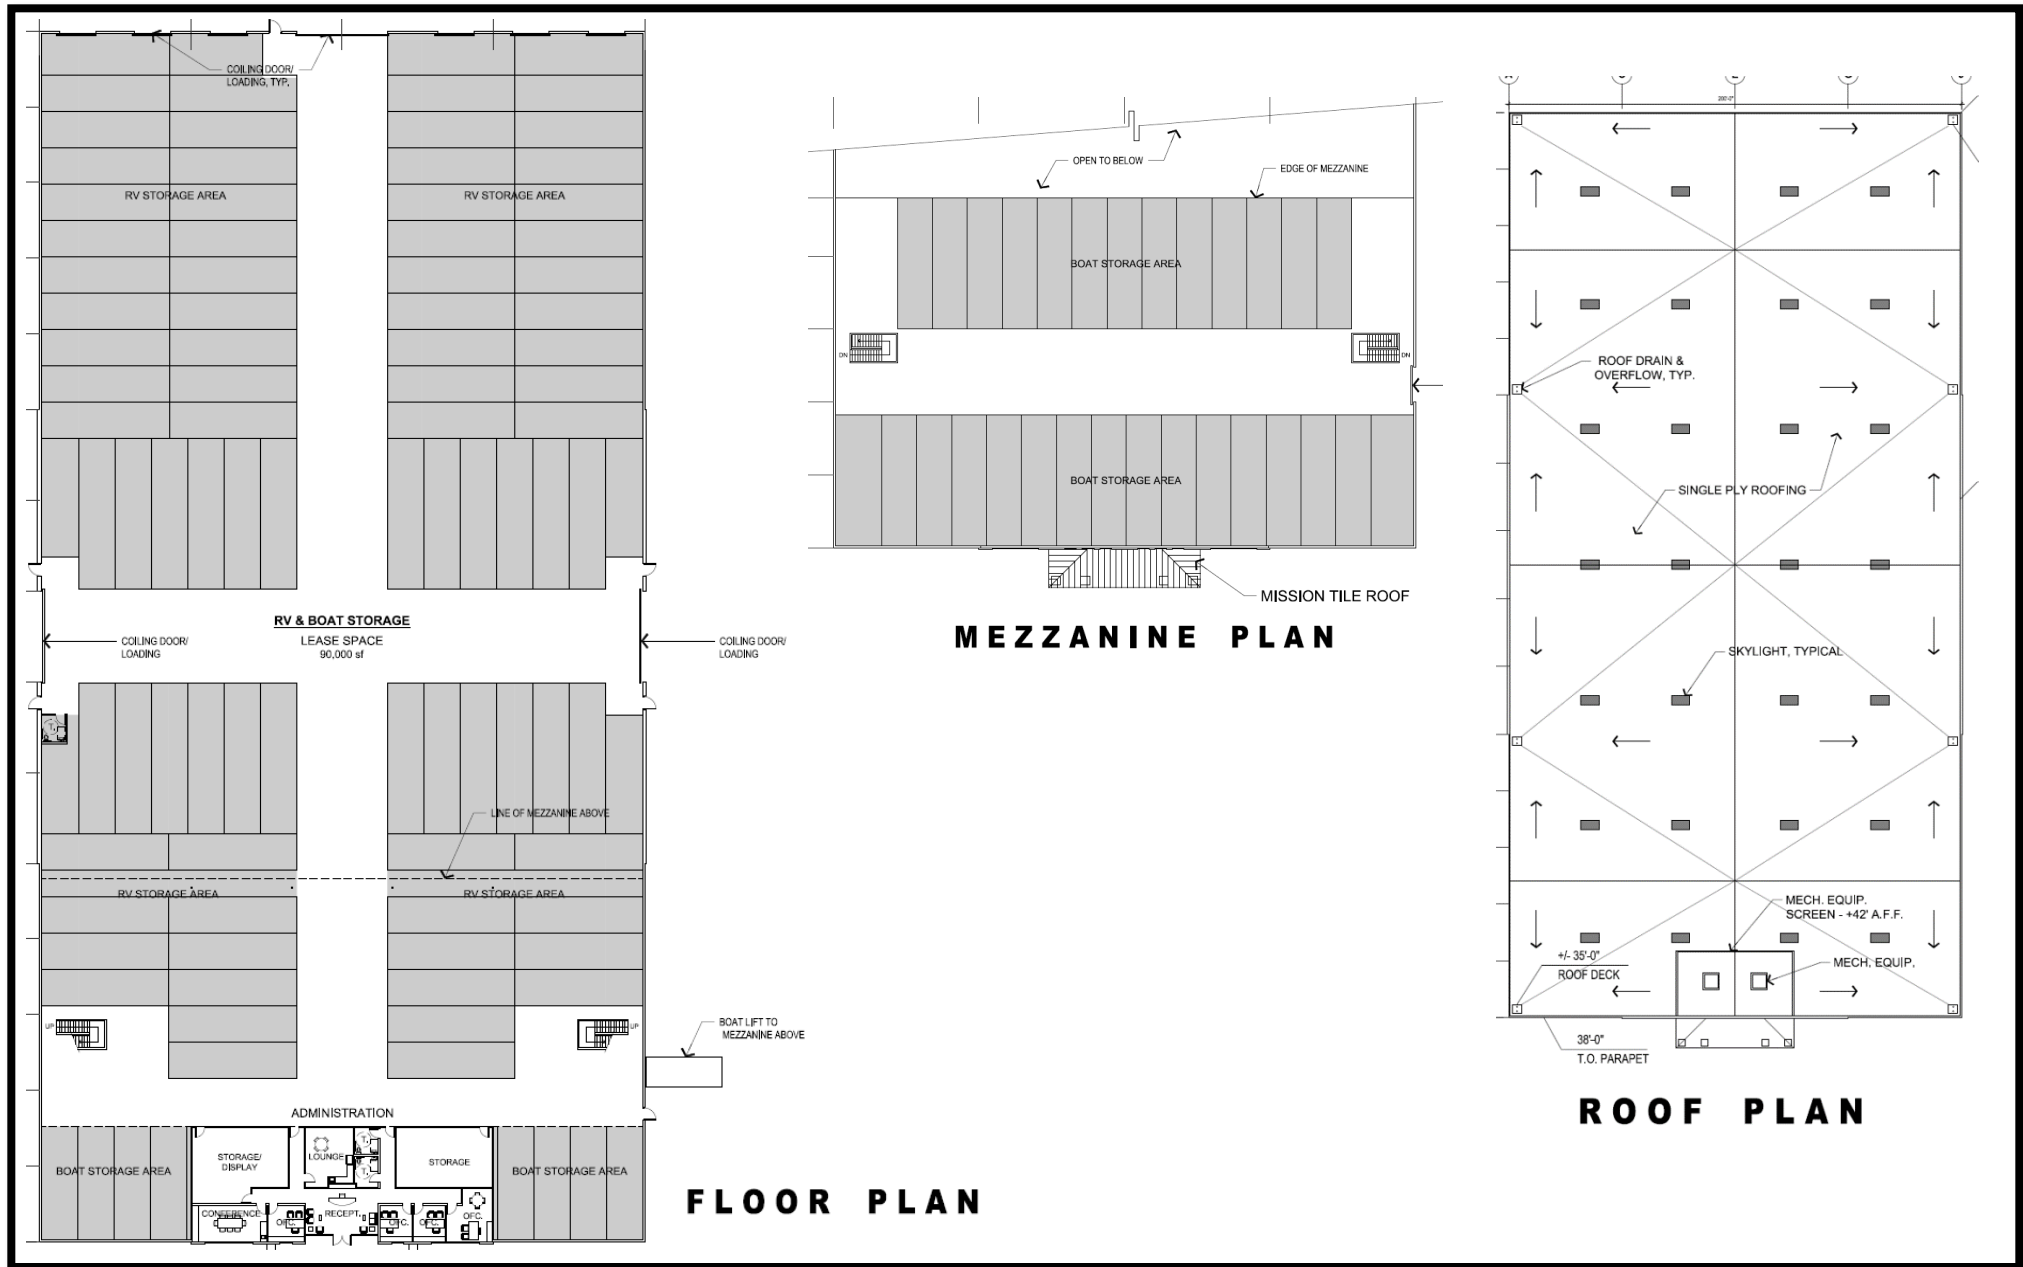 COILING DOOR/
LOADING, TYP.
RV STORAGE AREA
RV STORAGE AREA
RV & BOAT STORAGE
LEASE SPACE
90,000 sf
COILING DOOR/
LOADING
COILING DOOR/
LOADING
LINE OF MEZZANINE ABOVE
RV STORAGE AREA
RV STORAGE AREA
UP
UP
BOAT LIFT TO
MEZZANINE ABOVE
ADMINISTRATION
BOAT STORAGE AREA
STORAGE/
DISPLAY
LOUNGE
T.
T.
STORAGE
BOAT STORAGE AREA
CONFERENCE
OFC.
RECEPT.
OFC.
OFC.
OFC.
FLOOR PLAN
OPEN TO BELOW
EDGE OF MEZZANINE
BOAT STORAGE AREA
DN
DN
BOAT STORAGE AREA
MISSION TILE ROOF
MEZZANINE PLAN
200'-0"
ROOF DRAIN &
OVERFLOW, TYP.
SINGLE PLY ROOFING
SKYLIGHT, TYPICAL
MECH. EQUIP.
SCREEN - +42' A.F.F.
+/- 35'-0"
ROOF DECK
MECH. EQUIP.
38'-0"
T.O. PARAPET
ROOF PLAN